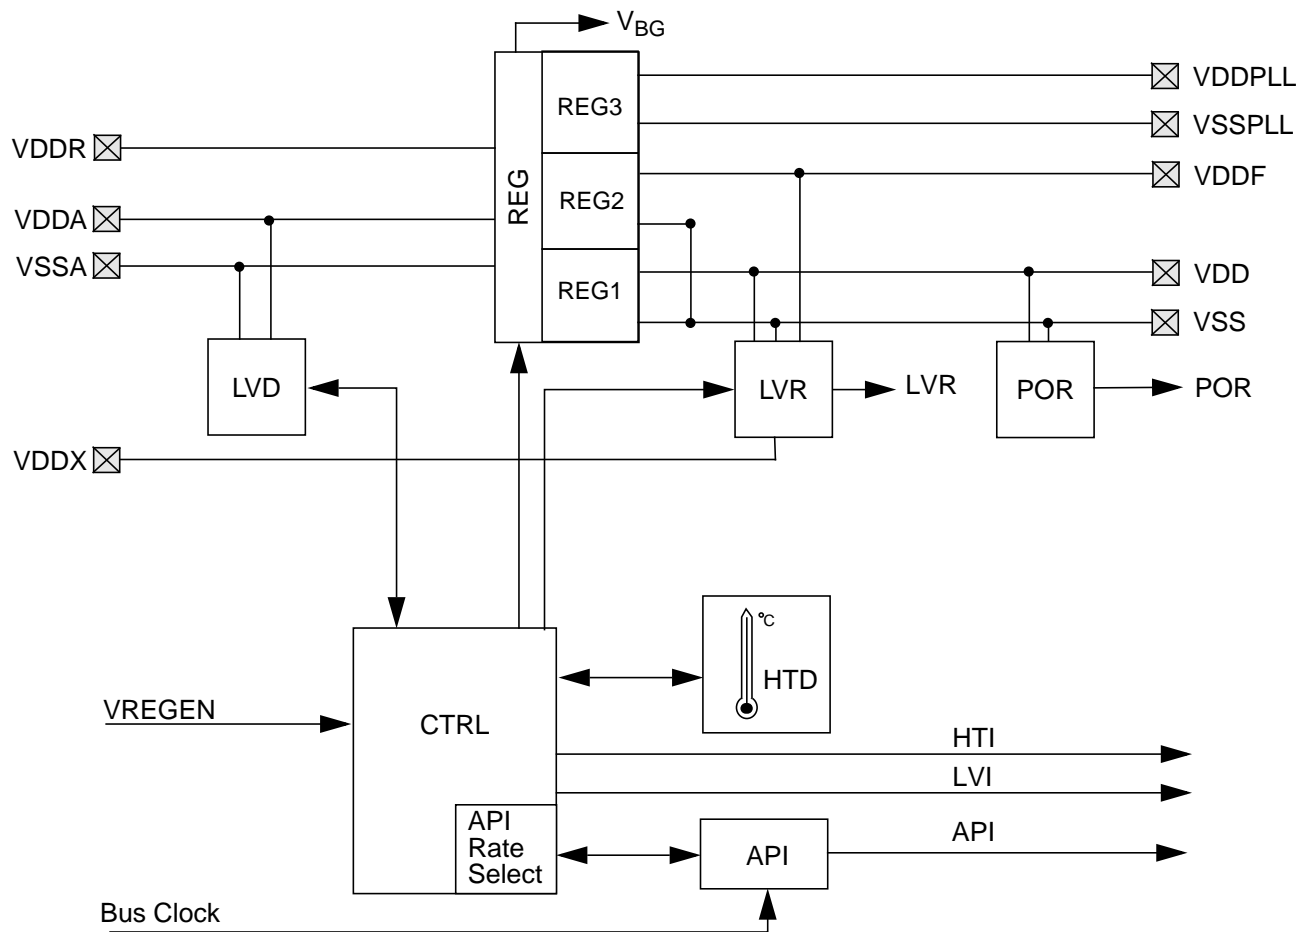 VBG
VDDPLL
REG3
VSSPLL
VDDR
REG
VDDF
REG2
VDDA
VSSA
VDD
REG1
VSS
LVD
LVR
LVR
POR
POR
VDDX
°C
HTD
VREGEN
CTRL
HTI
LVI
API
Rate
Select
API
API
Bus Clock